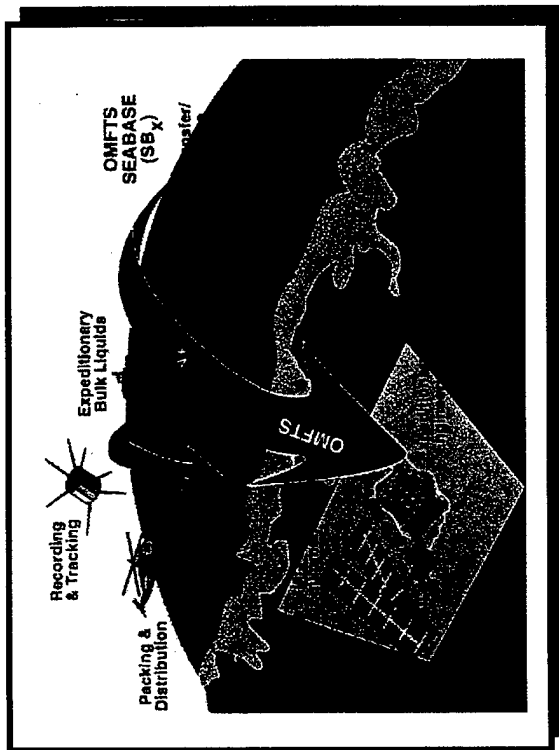 Recording
& Tracking
Packing &
Distribution
Expeditionary
Bulk Liquids
OMFTS
SEABASE
(SBx)
OMFTS